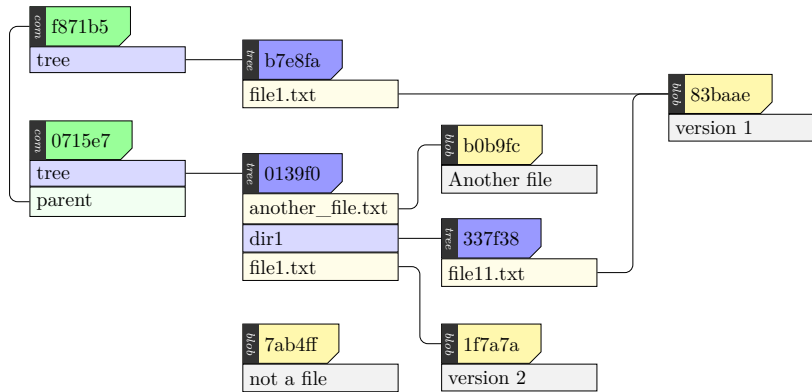 com f871b5
tree
tree b7e8fa
file1.txt
blob 83baae
version 1
com 0715e7
tree
parent
tree 0139f0
another_file.txt
dir1
file1.txt
blob b0b9fc
Another file
tree 337f38
file11.txt
blob 7ab4ff
not a file
blob 1f7a7a
version 2